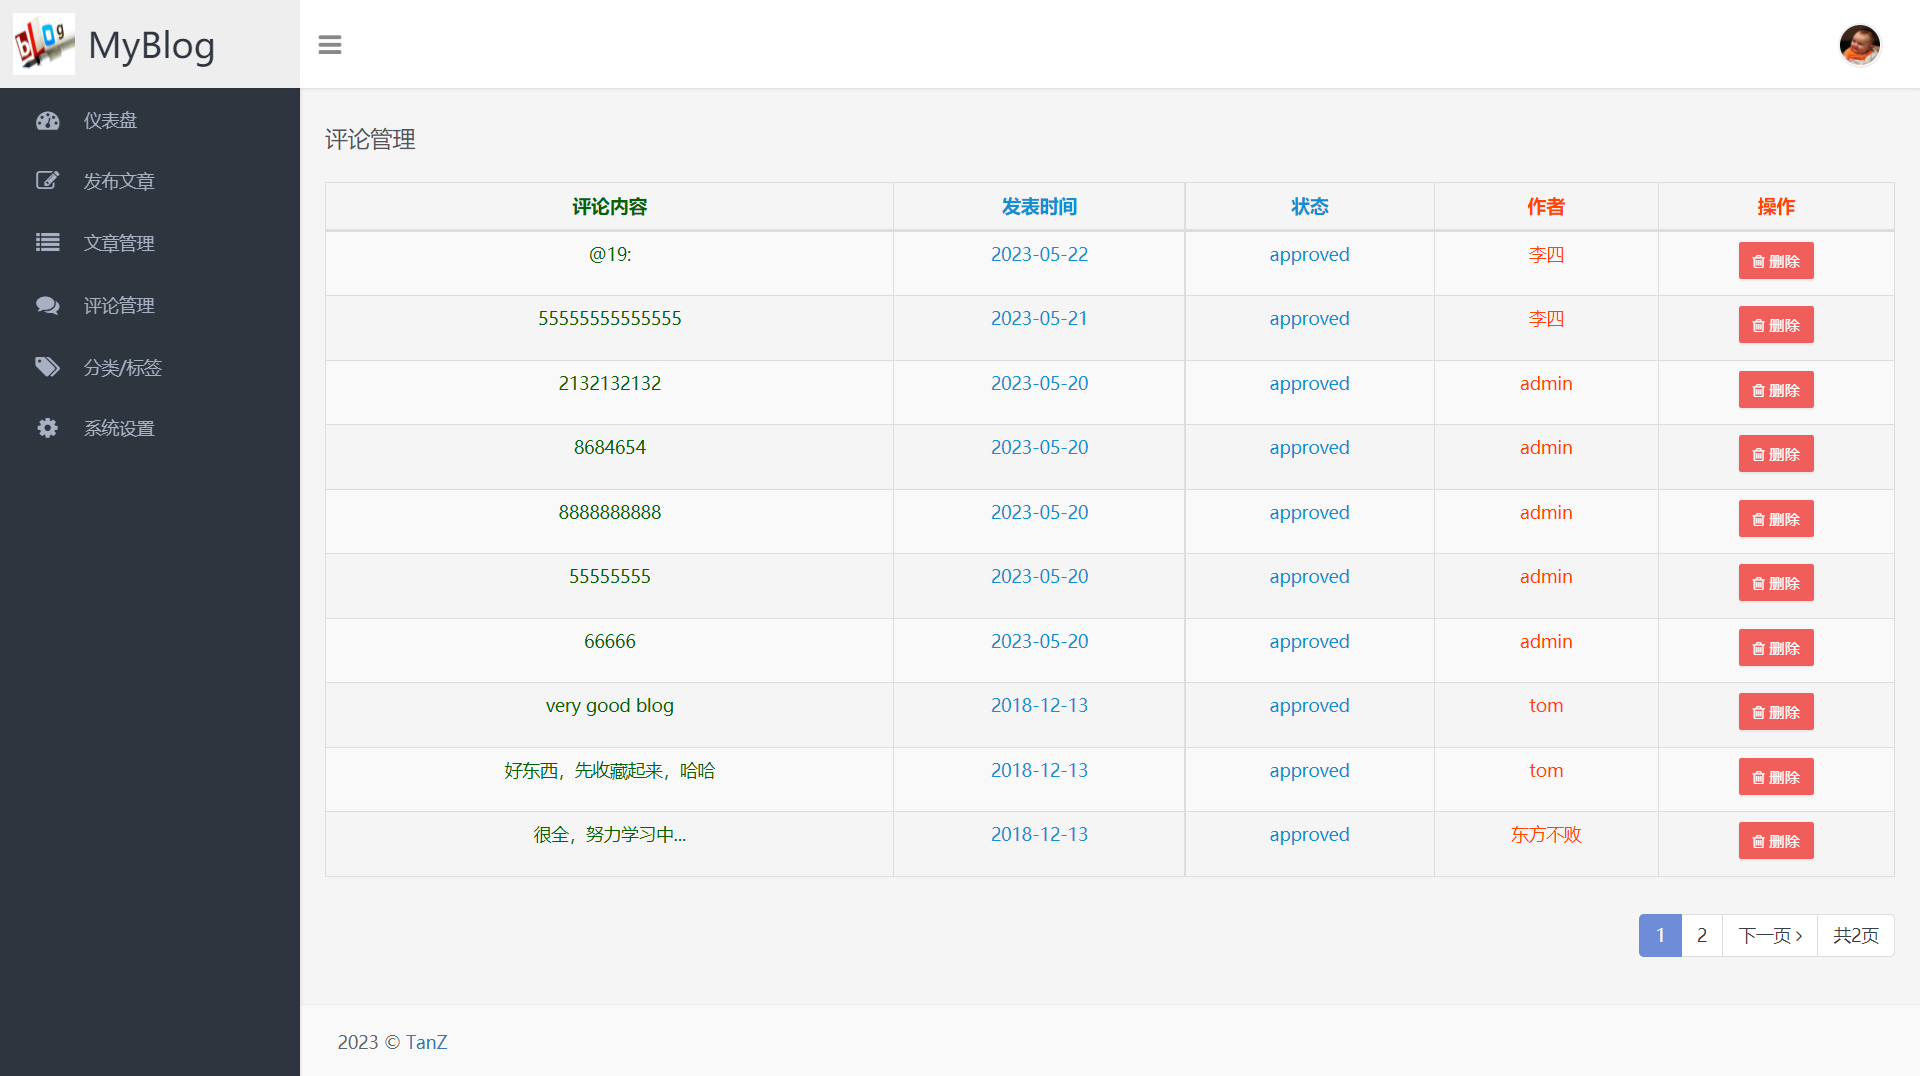 blog
MyBlog
仪表盘
发布文章
文章管理
评论管理
分类/标签
系统设置
评论管理
评论内容 发表时间 状态 作者 操作
@19: 2023-05-22 approved 李四 删除
55555555555555 2023-05-21 approved 李四 删除
2132132132 2023-05-20 approved admin 删除
8684654 2023-05-20 approved admin 删除
8888888888 2023-05-20 approved admin 删除
55555555 2023-05-20 approved admin 删除
66666 2023-05-20 approved admin 删除
very good blog 2018-12-13 approved tom 删除
好东西，先收藏起来，哈哈 2018-12-13 approved tom 删除
很全，努力学习中... 2018-12-13 approved 东方不败 删除
1 2 下一页 › 共2页
2023 © TanZ